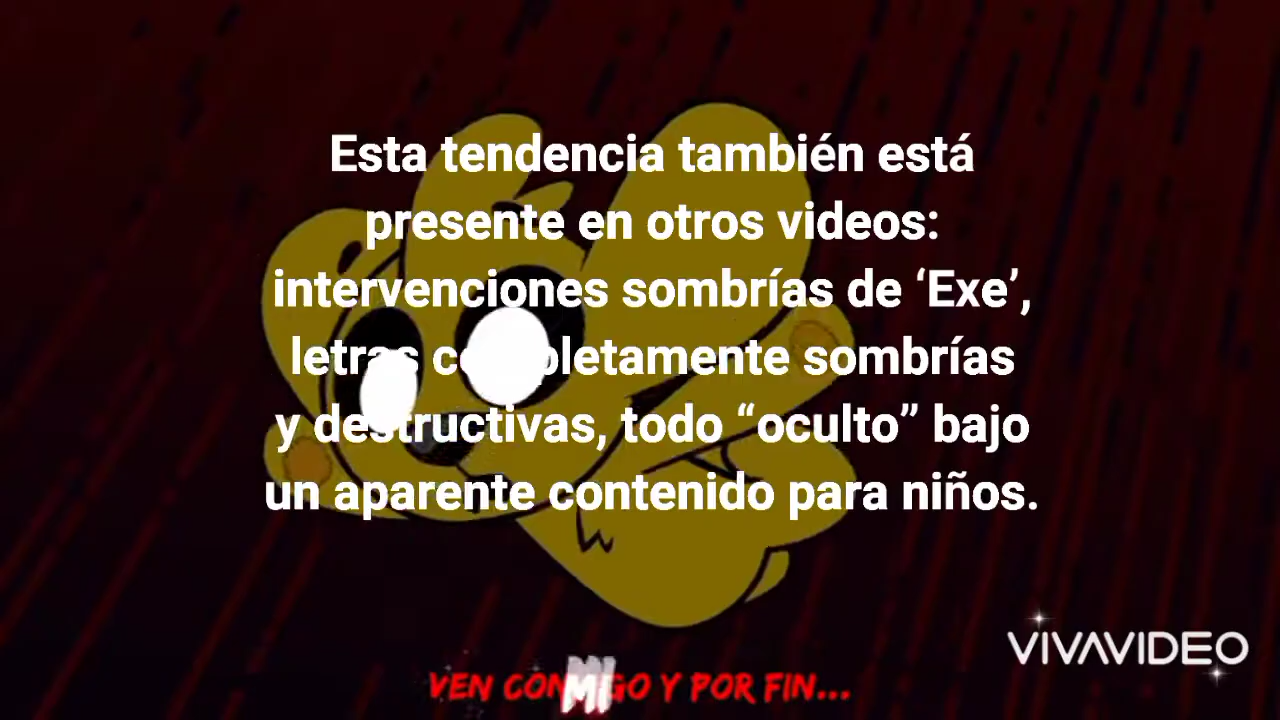 Esta tendencia también está
presente en otros videos:
intervenciones sombrías de ‘Exe’,
letras completamente sombrías
y destructivas, todo “oculto” bajo
un aparente contenido para niños.
VIVAVIDEO
VEN CONMIGO Y POR FIN...